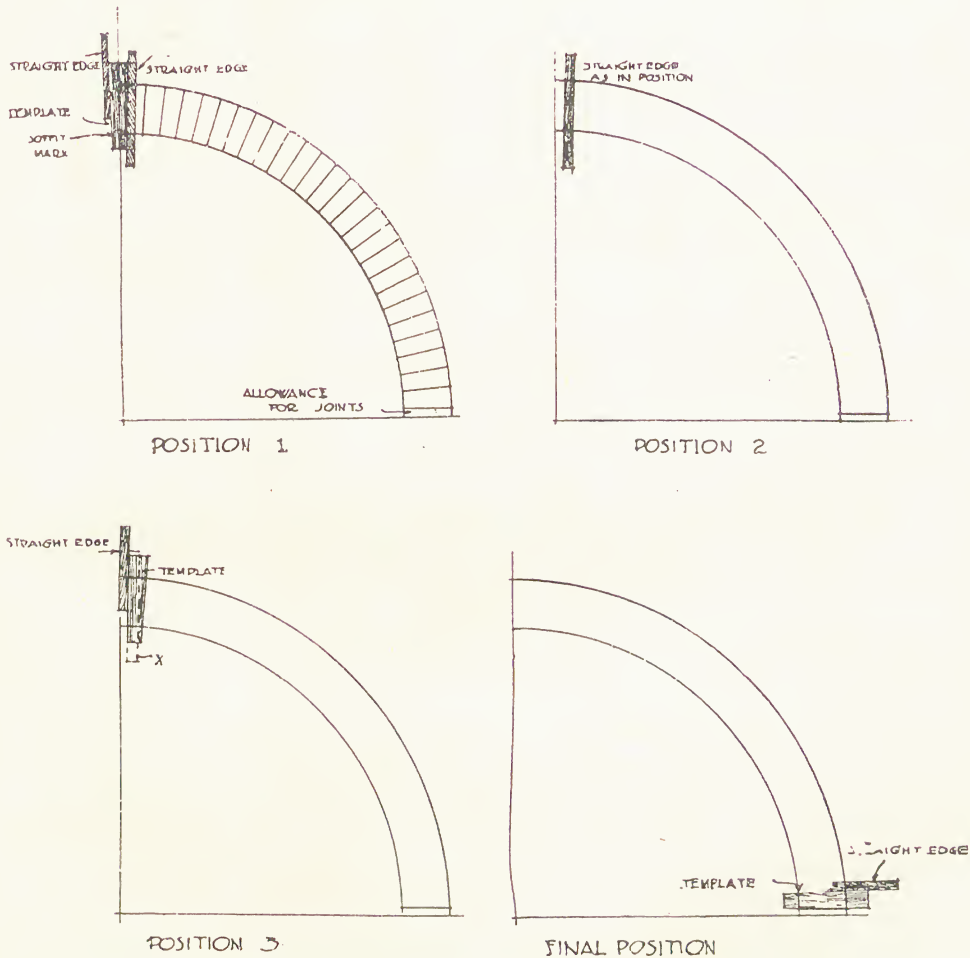 STRAIGHT EDGE
STRAIGHT EDGE
TEMPLATE
SOFFIT
MARK
ALLOWANCE
FOR JOINTS
POSITION 1
STRAIGHT EDGE
AS IN POSITION
POSITION 2
STRAIGHT EDGE
TEMPLATE
X
POSITION 3
EDGE
TEMPLATE
FINAL POSITION